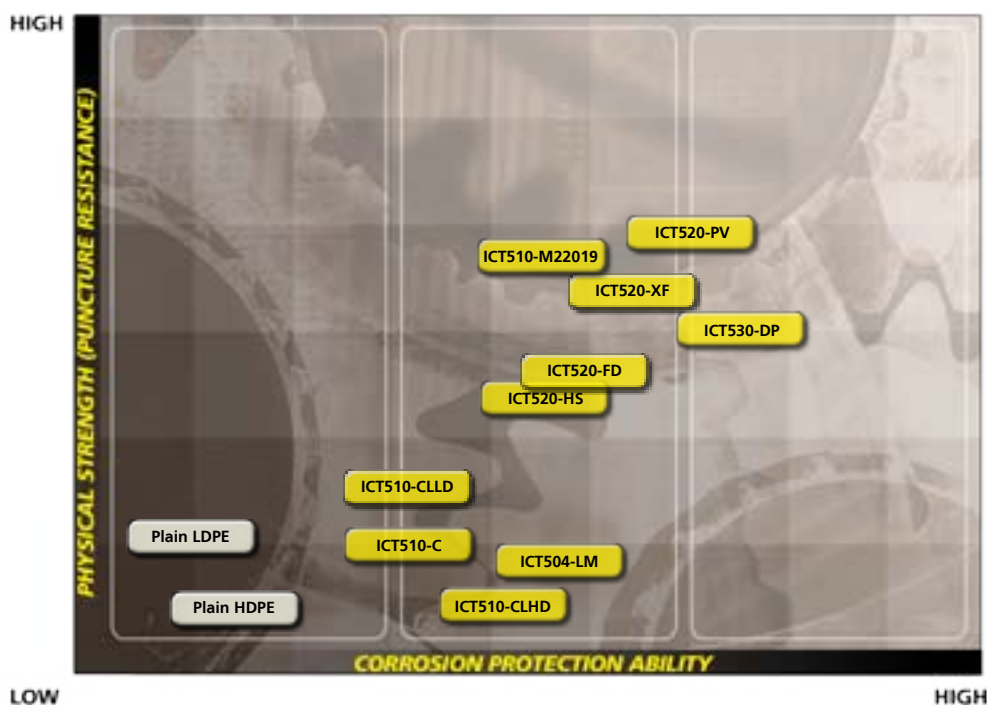 HIGH
PHYSICAL STRENGTH (PUNCTURE RESISTANCE)
ICT520-PV
ICT510-M22019
ICT520-XF
ICT530-DP
ICT520-FD
ICT520-HS
ICT510-CLLD
Plain LDPE
ICT510-C
ICT504-LM
Plain HDPE
ICT510-CLHD
CORROSION PROTECTION ABILITY
LOW
HIGH